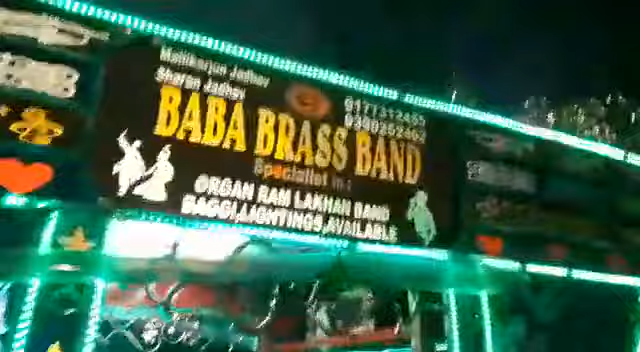 Mallikarjun Jadhav
Sharan Jadhav
BABA BRASS BAND
Specialist in :
ORGAN RAM LAKHAN BAND
BAGGI LIGHTINGS AVAILABLE